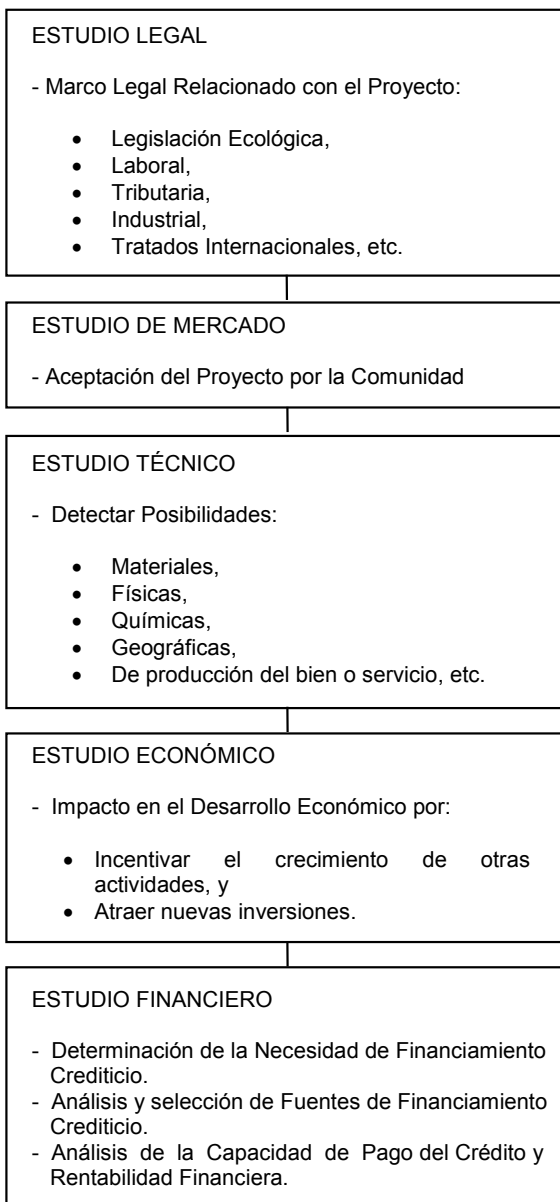 ESTUDIO LEGAL
- Marco Legal Relacionado con el Proyecto:
• Legislación Ecológica,
• Laboral,
• Tributaria,
• Industrial,
• Tratados Internacionales, etc.
ESTUDIO DE MERCADO
- Aceptación del Proyecto por la Comunidad
ESTUDIO TÉCNICO
- Detectar Posibilidades:
• Materiales,
• Físicas,
• Químicas,
• Geográficas,
• De producción del bien o servicio, etc.
ESTUDIO ECONÓMICO
- Impacto en el Desarrollo Económico por:
• Incentivar el crecimiento de otras
actividades, y
• Atraer nuevas inversiones.
ESTUDIO FINANCIERO
- Determinación de la Necesidad de Financiamiento
Crediticio.
- Análisis y selección de Fuentes de Financiamiento
Crediticio.
- Análisis de la Capacidad de Pago del Crédito y
Rentabilidad Financiera.